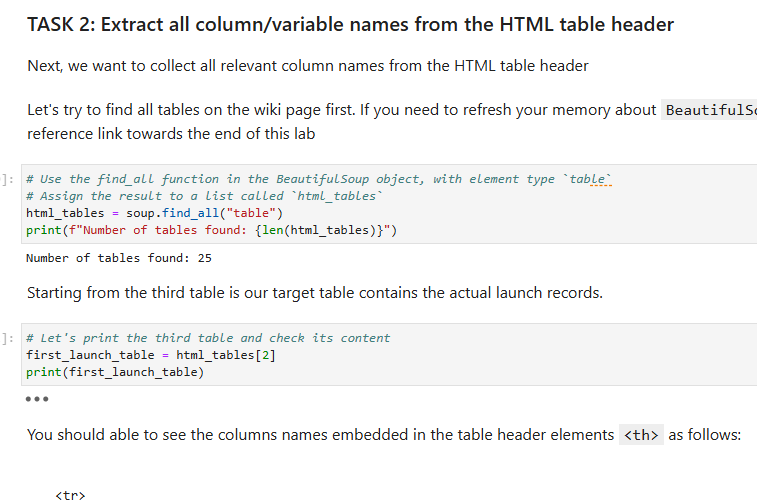 TASK 2: Extract all column/variable names from the HTML table header
Next, we want to collect all relevant column names from the HTML table header
Let's try to find all tables on the wiki page first. If you need to refresh your memory about BeautifulSo
reference link towards the end of this lab
]: # Use the find_all function in the BeautifulSoup object, with element type `table`
# Assign the result to a list called `html_tables`
html_tables = soup.find_all("table")
print(f"Number of tables found: {len(html_tables)}")
Number of tables found: 25
Starting from the third table is our target table contains the actual launch records.
]: # Let's print the third table and check its content
first_launch_table = html_tables[2]
print(first_launch_table)
•••
You should able to see the columns names embedded in the table header elements <th> as follows:
<tr>